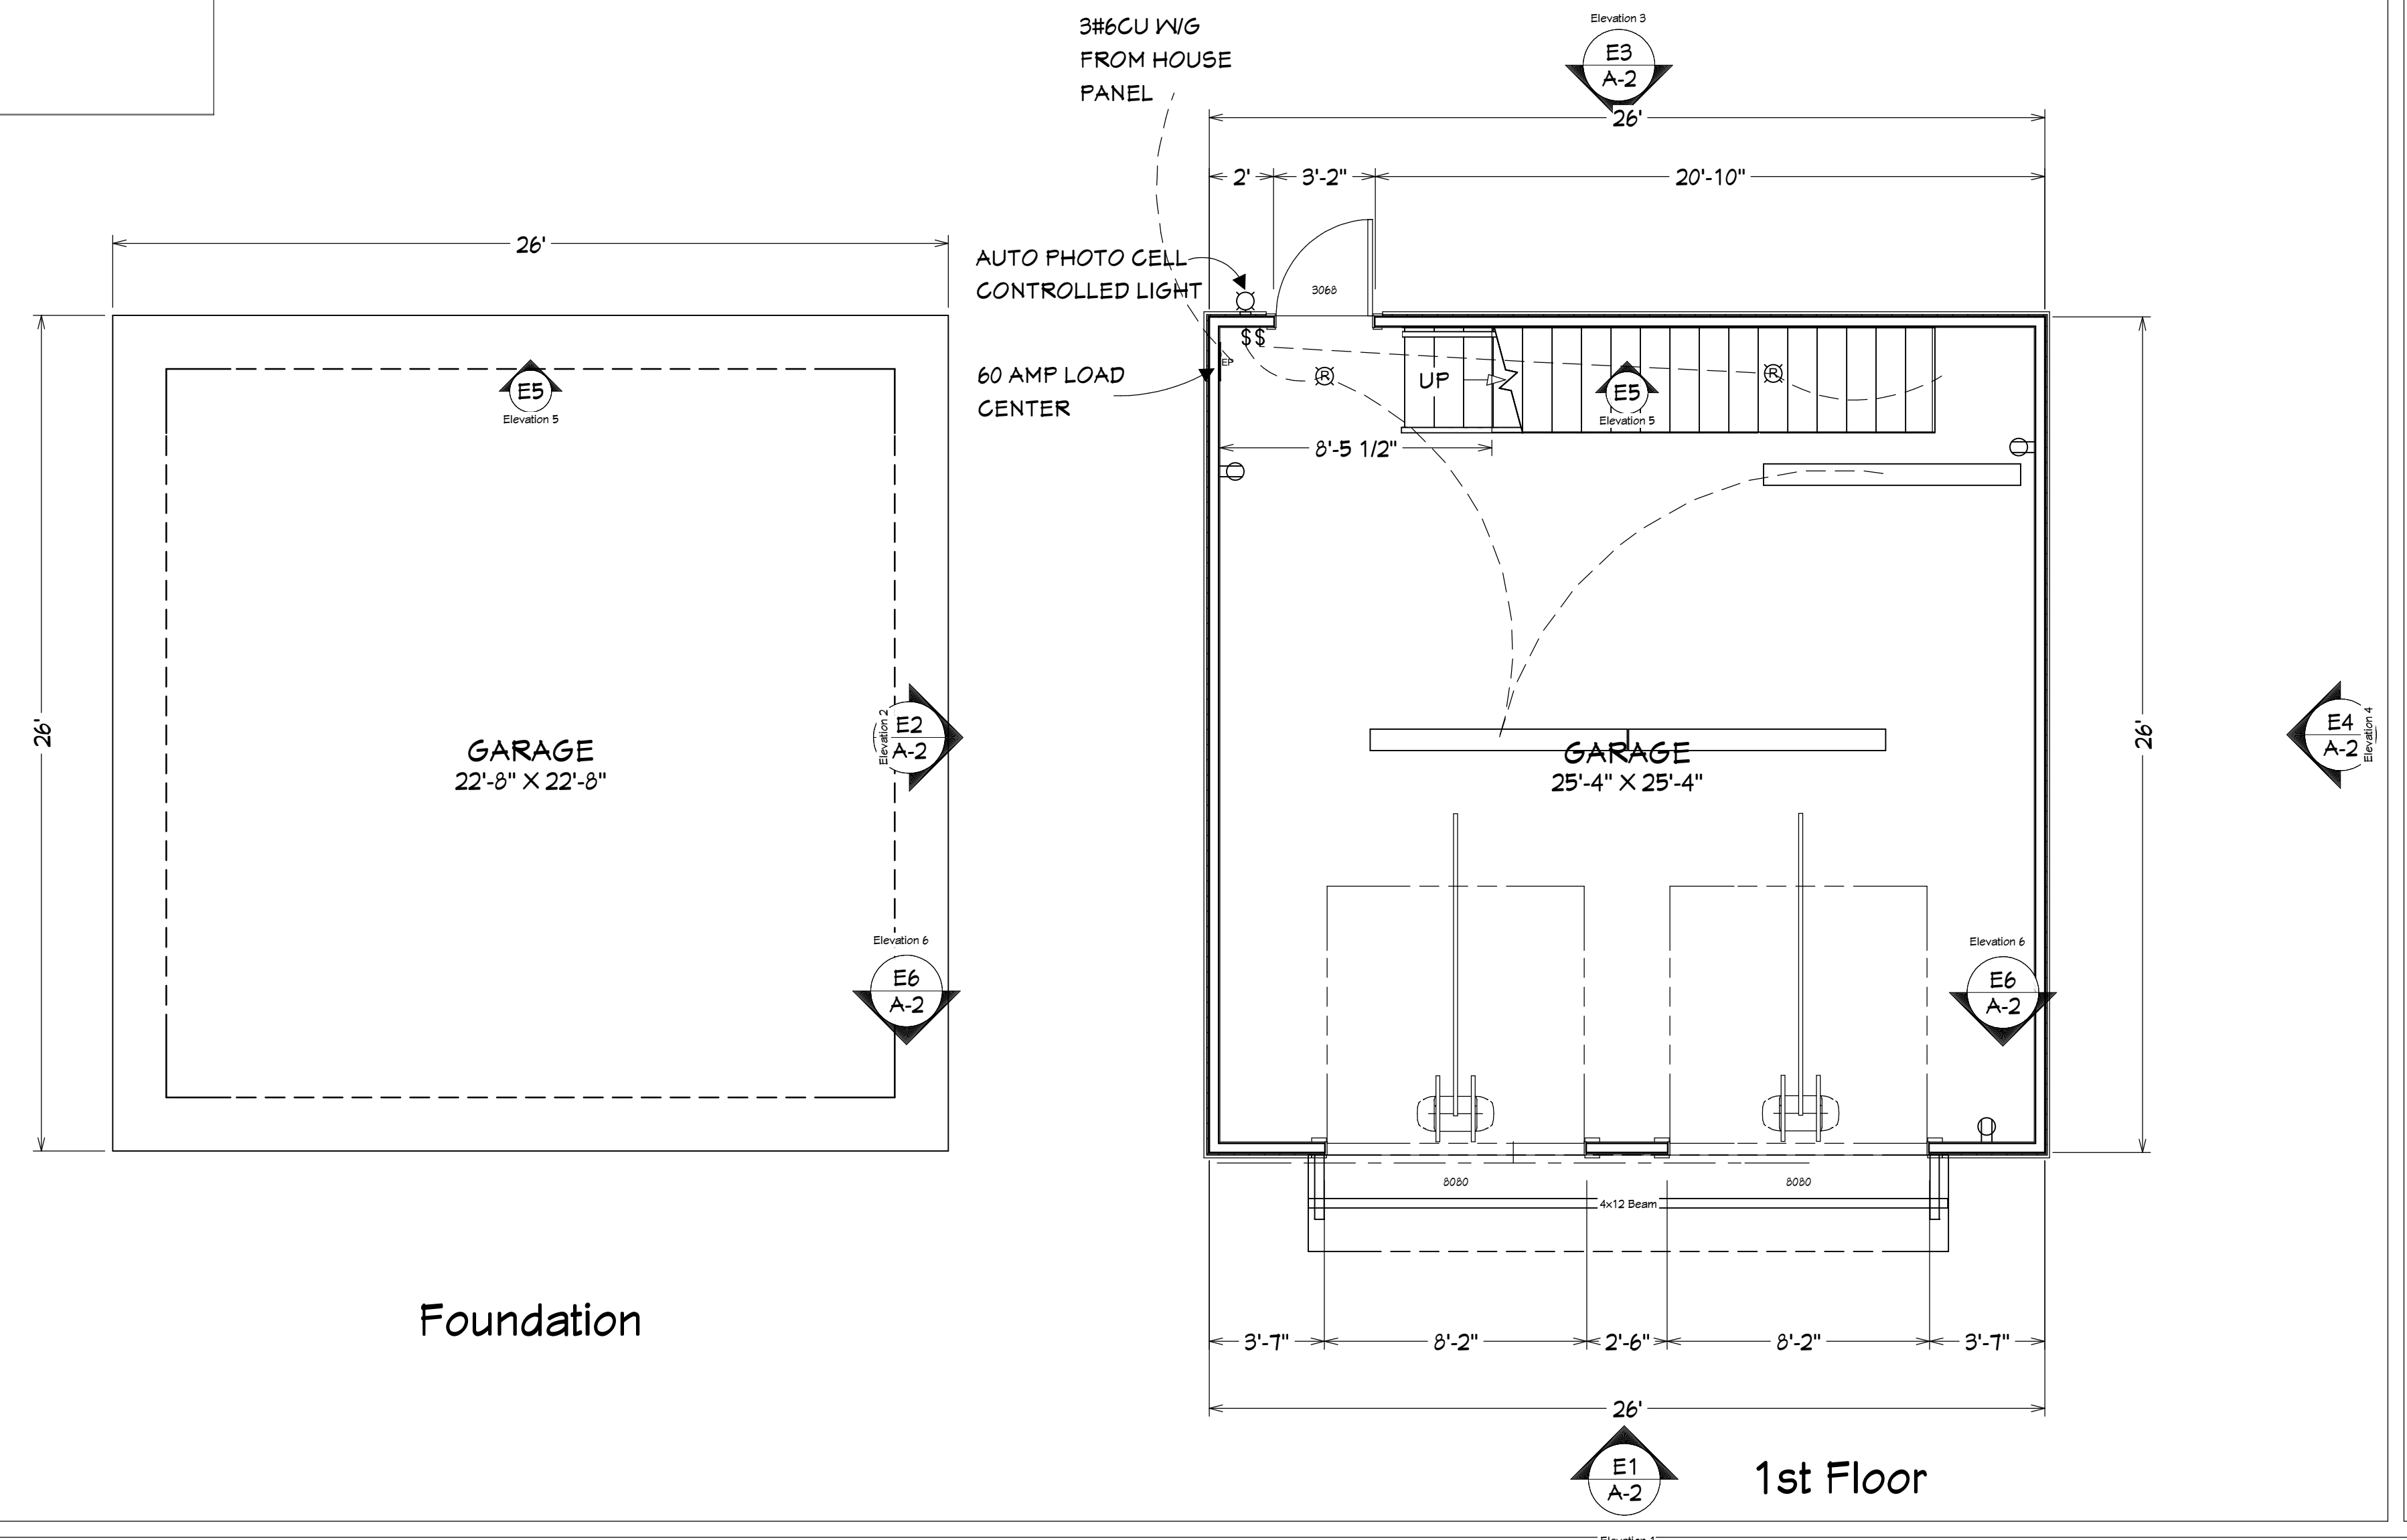 3#6CU W/G
FROM HOUSE
PANEL
Elevation 3
E3
A-2
26'
2'
3'-2"
20'-10"
26'
AUTO PHOTO CELL
CONTROLLED LIGHT
3068
$$
EP
60 AMP LOAD
CENTER
R
UP
R
E5
Elevation 5
E5
Elevation 5
8'-5 1/2"
26'
GARAGE
22'-8" X 22'-8"
Elevation 2
E2
A-2
GARAGE
25'-4" X 25'-4"
26'
E4
A-2
Elevation 4
Elevation 6
E6
A-2
Elevation 6
E6
A-2
8080
8080
4x12 Beam
Foundation
3'-7"
8'-2"
2'-6"
8'-2"
3'-7"
26'
E1
A-2
1st Floor
Elevation 1